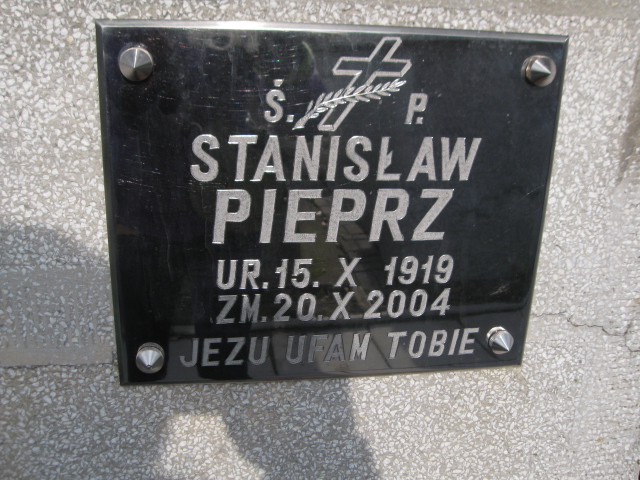 Ś. P.
STANISŁAW
PIEPRZ
UR. 15. X 1919
ZM. 20. X 2004
JEZU UFAM TOBIE